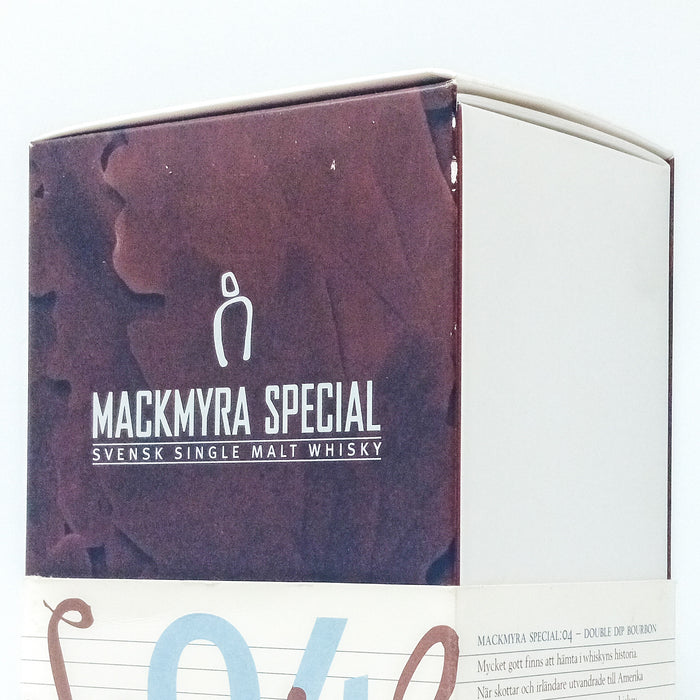 MACKMYRA SPECIAL
SVENSK SINGLE MALT WHISKY
04
MACKMYRA SPECIAL:04 – DOUBLE DIP BOURBON
Mycket gott finns att hämta i whiskyns historia.
När skottar och irländare utvandrade till Amerika